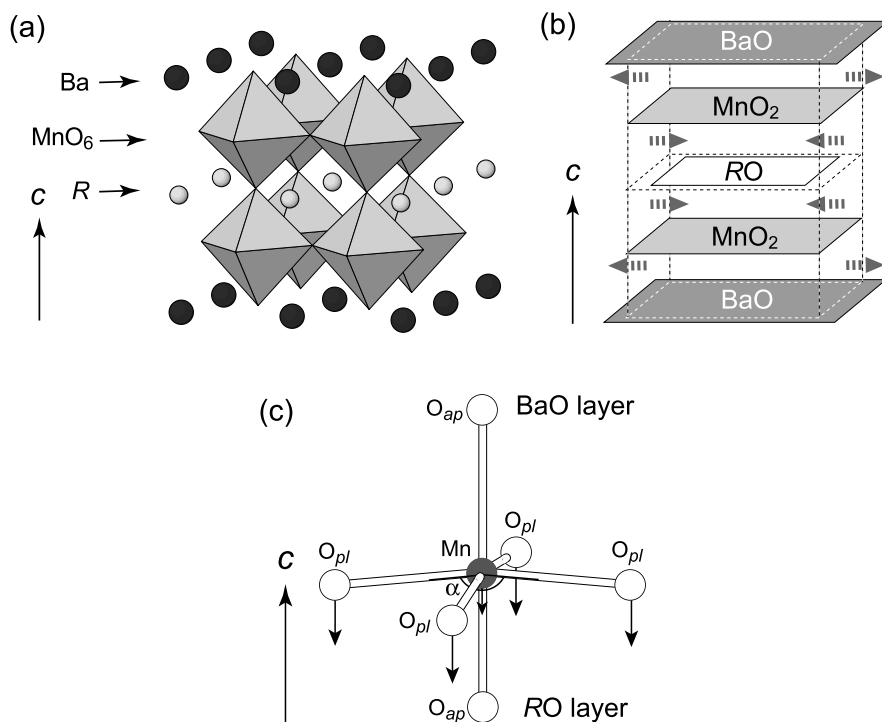 (a)
Ba
MnO6
R
c
(b)
BaO
MnO2
RO
MnO2
BaO
c
(c)
Oap
BaO layer
Opl
Mn
Opl
Opl
α
Opl
c
Oap
RO layer